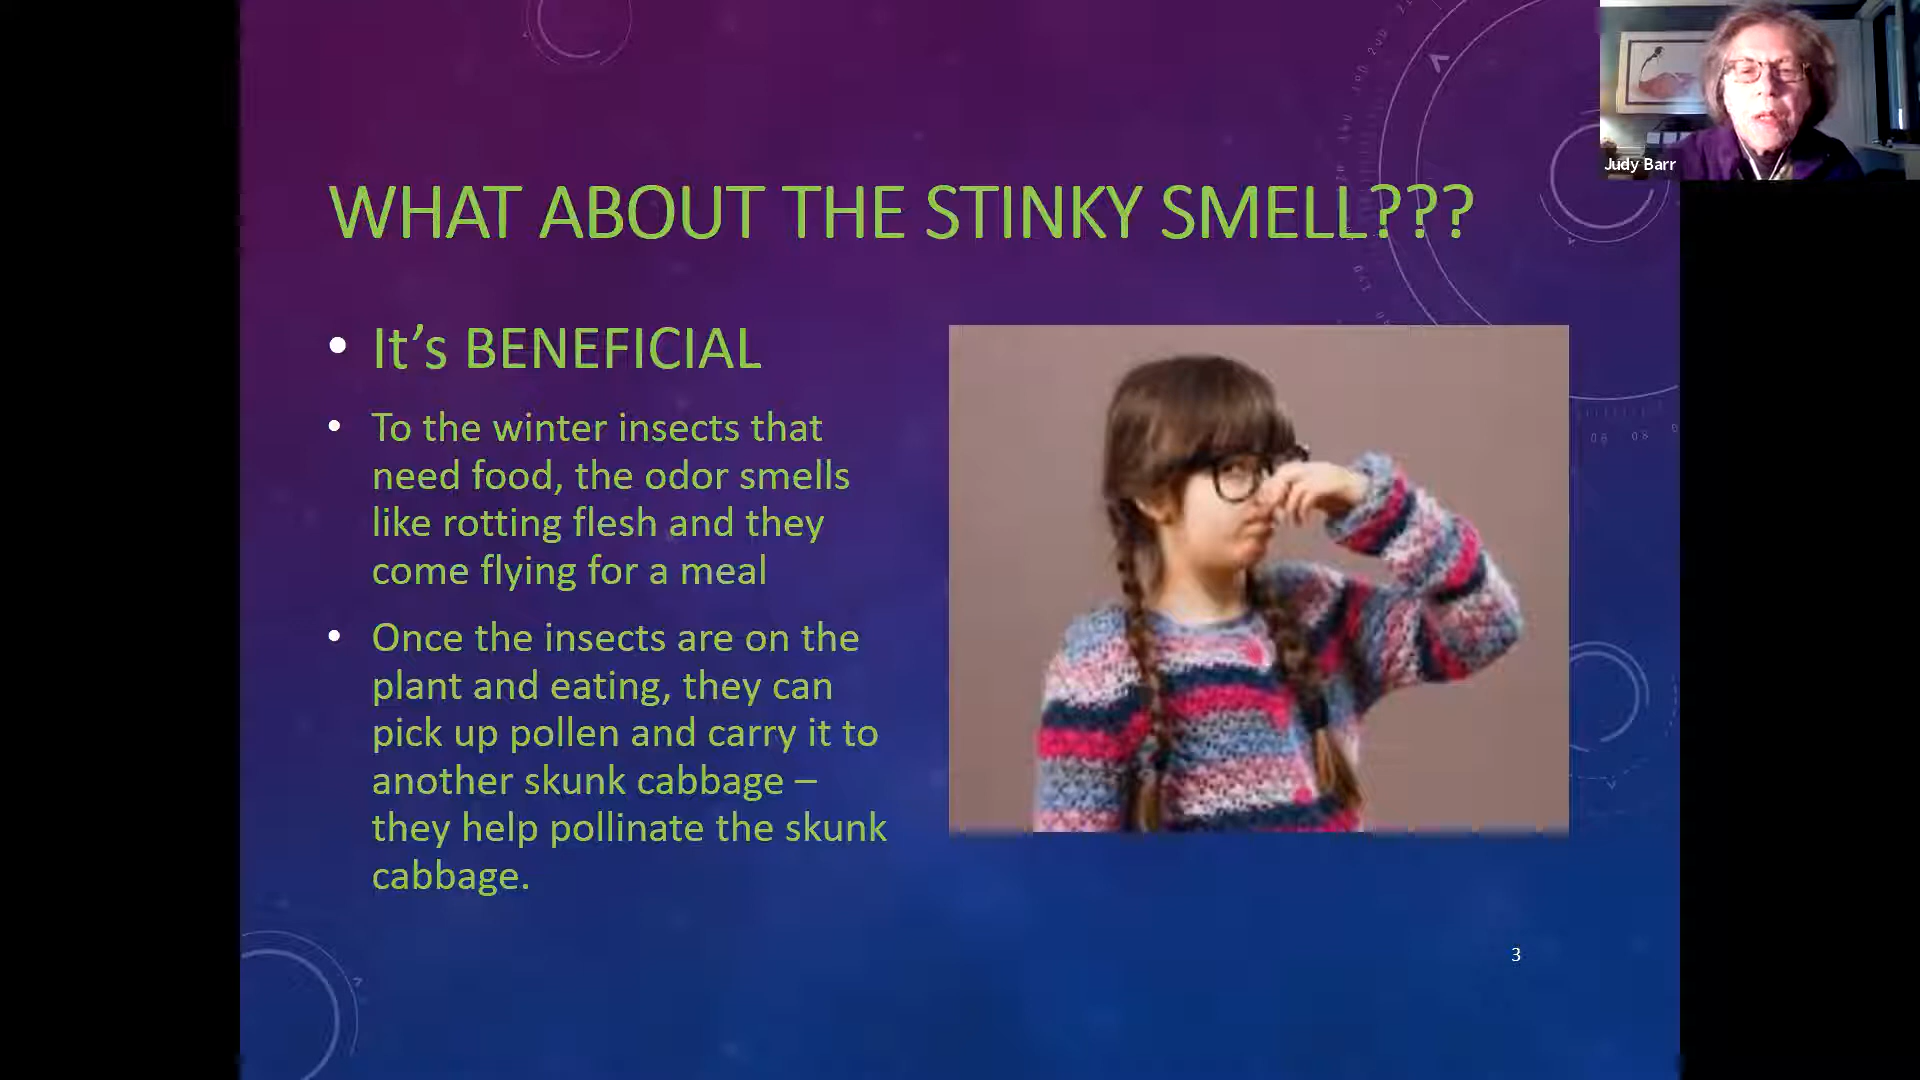 Judy Barr
WHAT ABOUT THE STINKY SMELL???
• It's BENEFICIAL
• To the winter insects that
need food, the odor smells
like rotting flesh and they
come flying for a meal
• Once the insects are on the
plant and eating, they can
pick up pollen and carry it to
another skunk cabbage –
they help pollinate the skunk
cabbage.
3